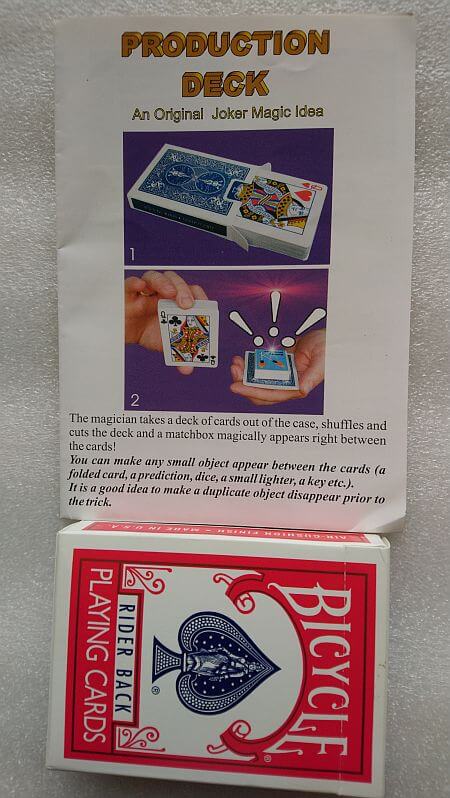 PRODUCTION
DECK
An Original Joker Magic Idea
1
2
The magician takes a deck of cards out of the case, shuffles and
cuts the deck and a matchbox magically appears right between
the cards!
You can make any small object appear between the cards (a
folded card, a prediction, dice, a small lighter, a key etc.).
It is a good idea to make a duplicate object disappear prior to
the trick.
AIR-CUSHION FINISH • MADE IN U.S.A.
BICYCLE
®
RIDER BACK
®
PLAYING CARDS